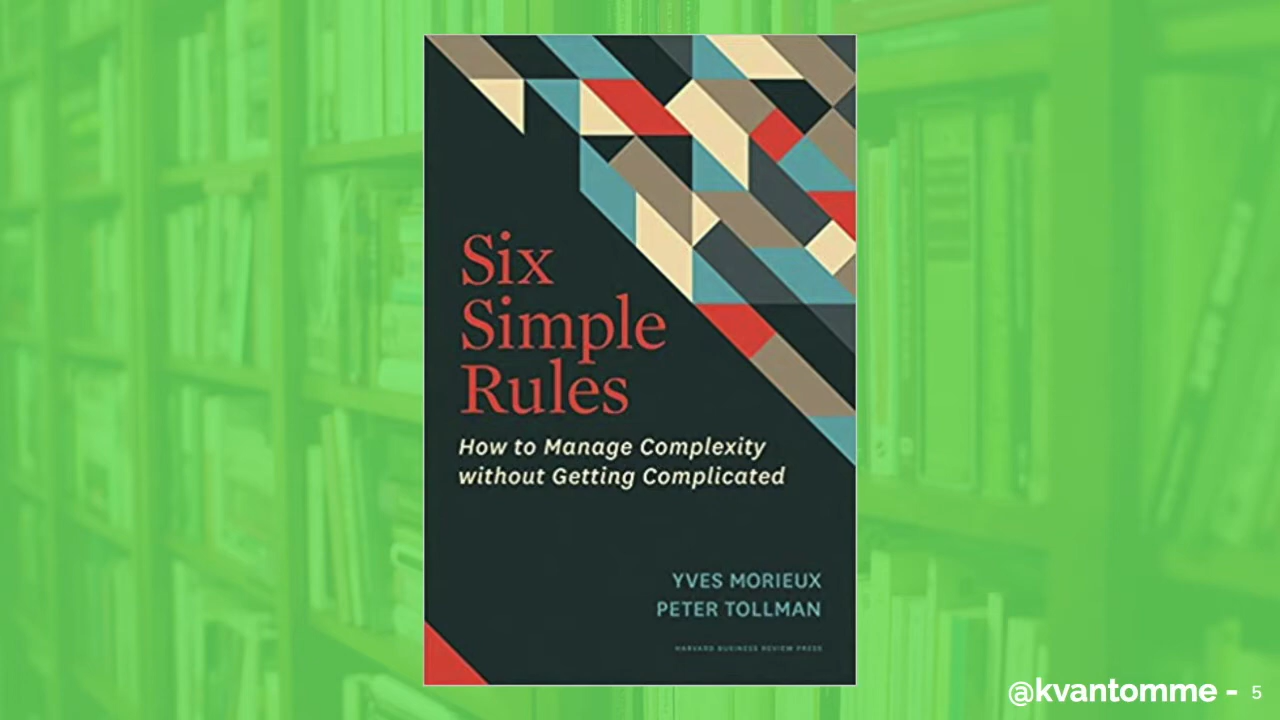 Six
Simple
Rules
How to Manage Complexity
without Getting Complicated
YVES MORIEUX
PETER TOLLMAN
HARVARD BUSINESS REVIEW PRESS
@kvantomme - 5